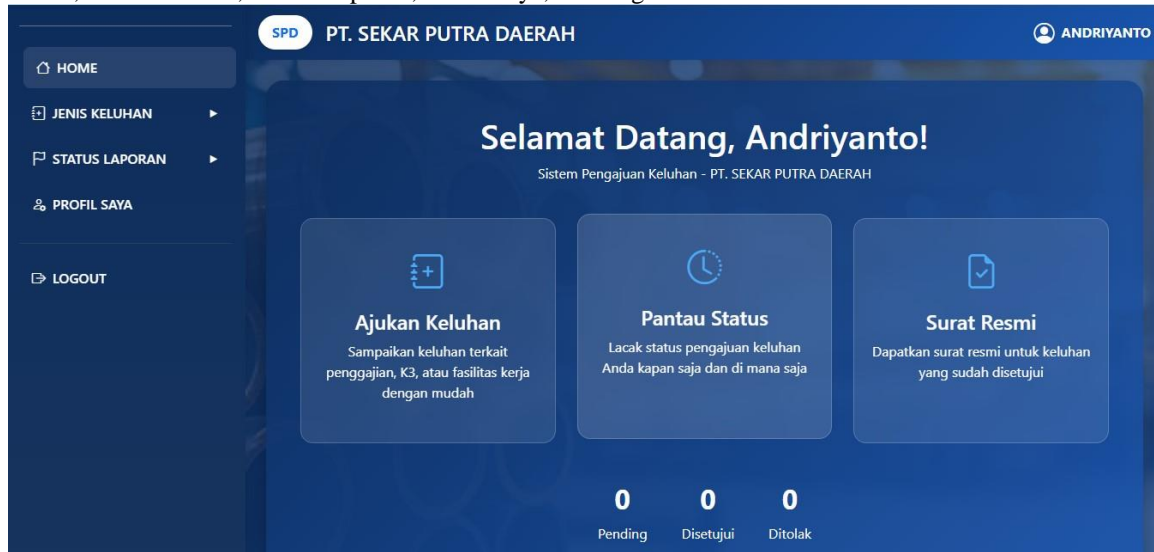 SPD PT. SEKAR PUTRA DAERAH
ANDRIYANTO
HOME
JENIS KELUHAN
STATUS LAPORAN
PROFIL SAYA
LOGOUT
Selamat Datang, Andriyanto!
Sistem Pengajuan Keluhan - PT. SEKAR PUTRA DAERAH
Ajukan Keluhan
Sampaikan keluhan terkait
penggajian, K3, atau fasilitas kerja
dengan mudah
Pantau Status
Lacak status pengajuan keluhan
Anda kapan saja dan di mana saja
Surat Resmi
Dapatkan surat resmi untuk keluhan
yang sudah disetujui
0 0 0
Pending Disetujui Ditolak